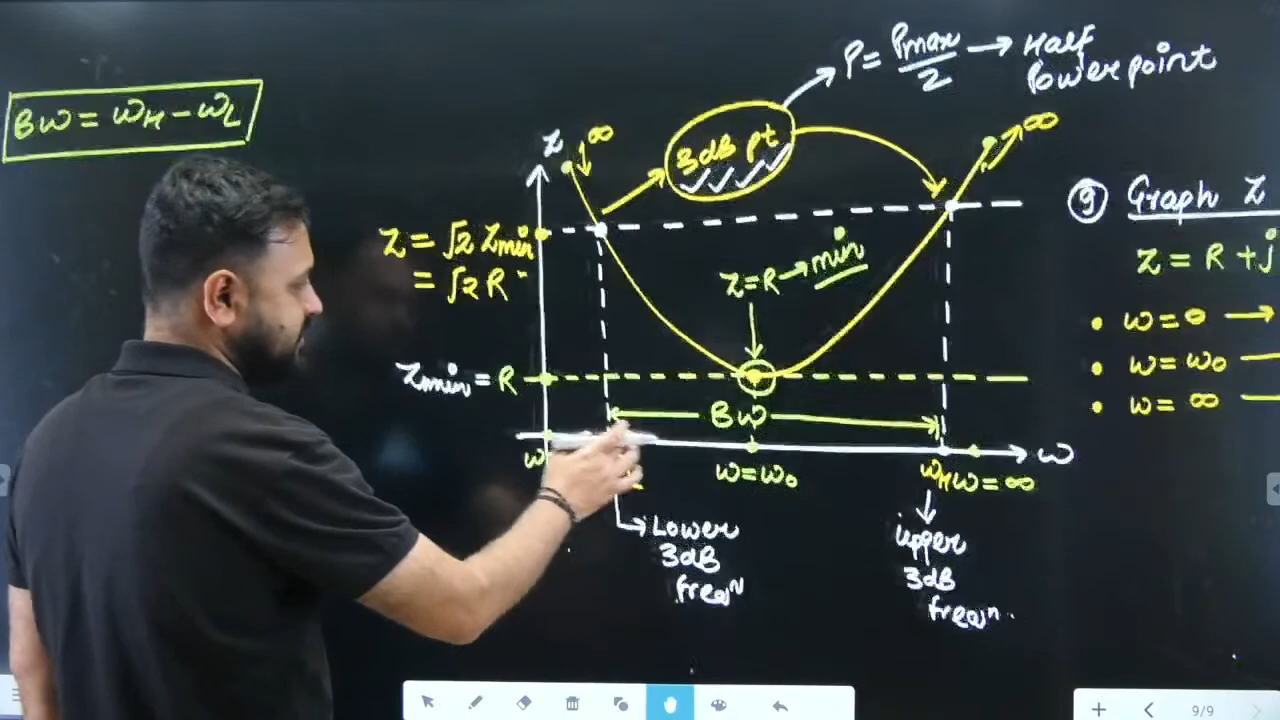 BW = ωH − ωL
P = Pmax/2 → Half
Power point
3dB pt
Z
∞
∞
Z = √2 Zmin
= √2 R
Z = R → min
Zmin = R
BW
ω
ω = ω0
ωH
ω = ∞
ω
Lower
3dB
freqⁿ
upper
3dB
freqⁿ.
⑨ Graph Z
Z = R + j
• ω = 0 →
• ω = ω0
• ω = ∞
9/9